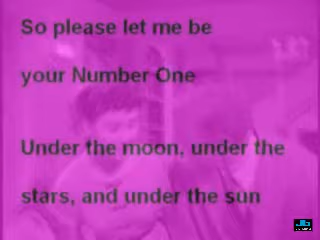 So please let me be
your Number One
Under the moon, under the
stars, and under the sun